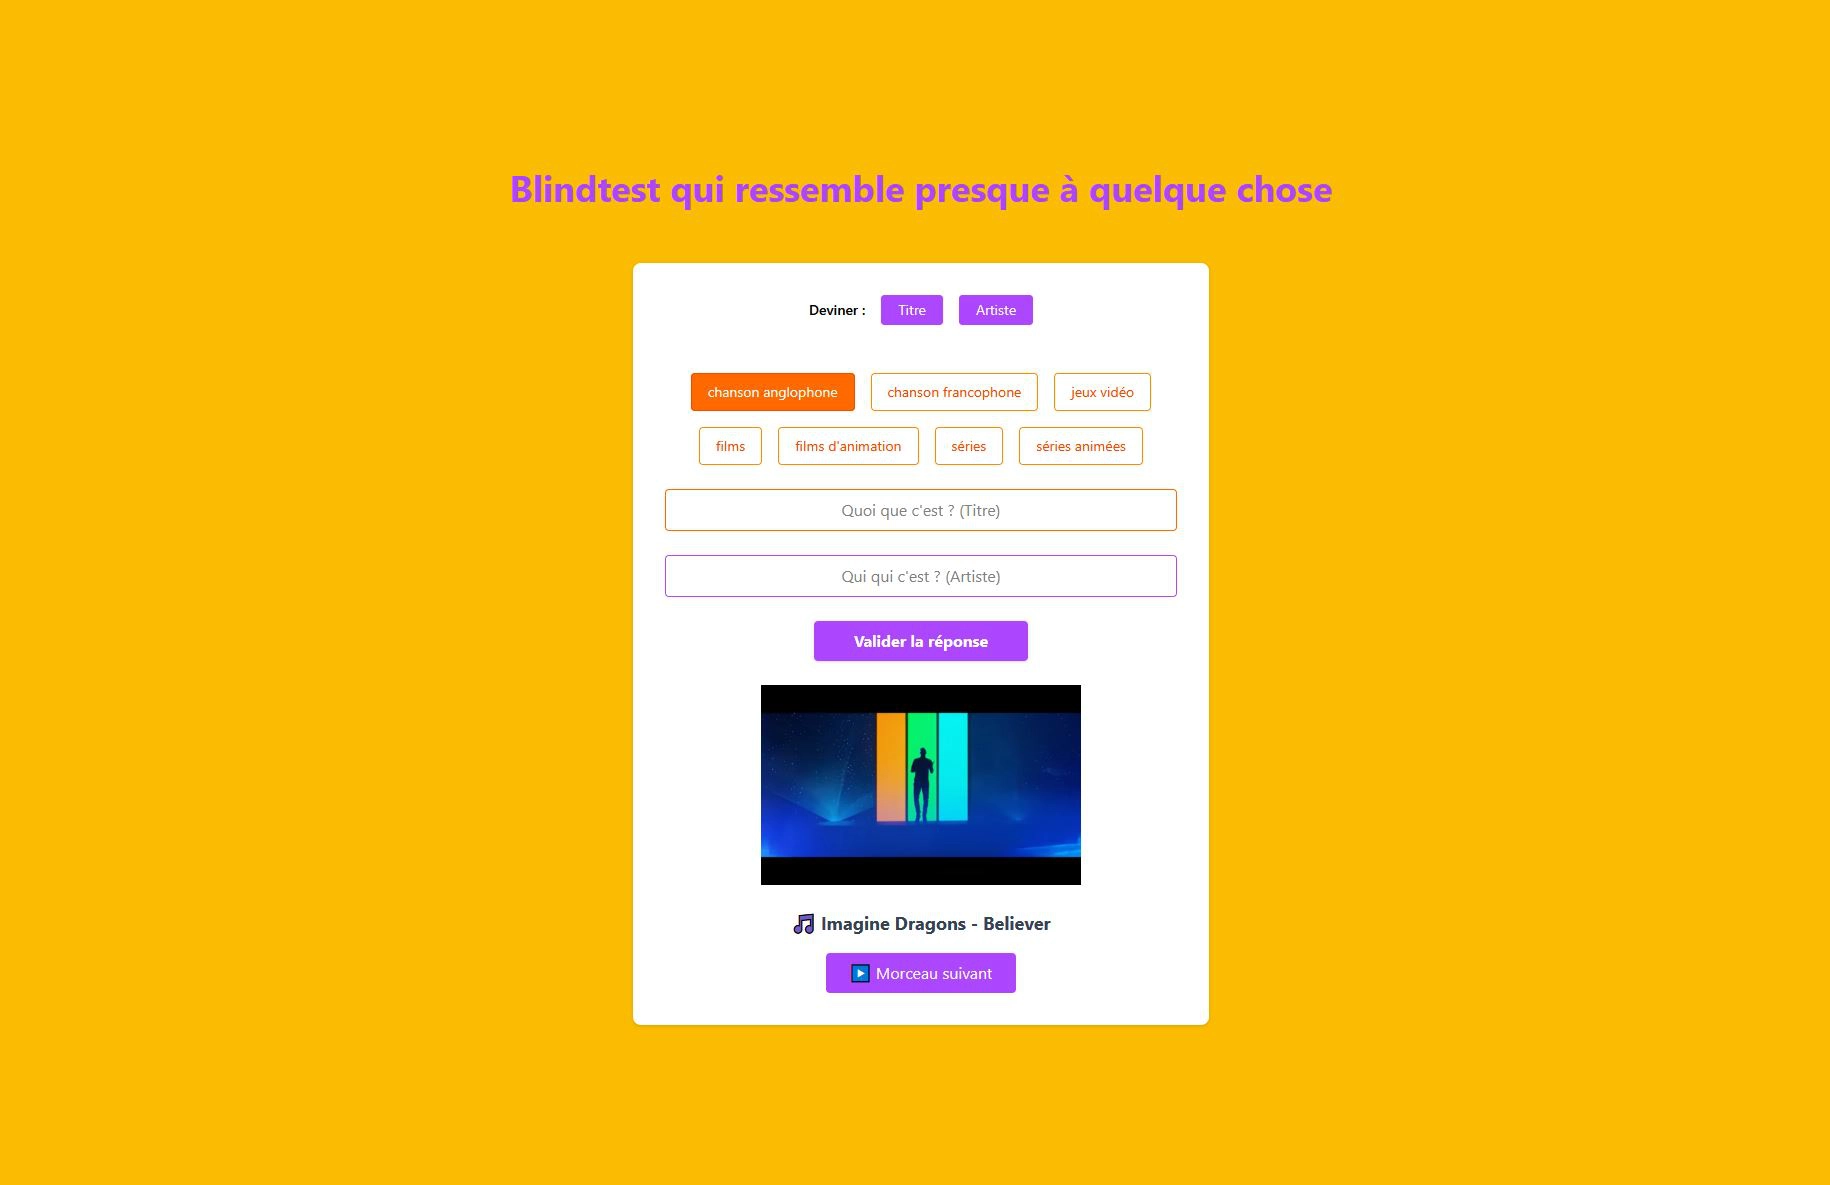 Blindtest qui ressemble presque à quelque chose
Deviner : Titre Artiste
chanson anglophone chanson francophone jeux vidéo
films films d'animation séries séries animées
Quoi que c'est ? (Titre)
Qui qui c'est ? (Artiste)
Valider la réponse
🎵 Imagine Dragons - Believer
▶️ Morceau suivant